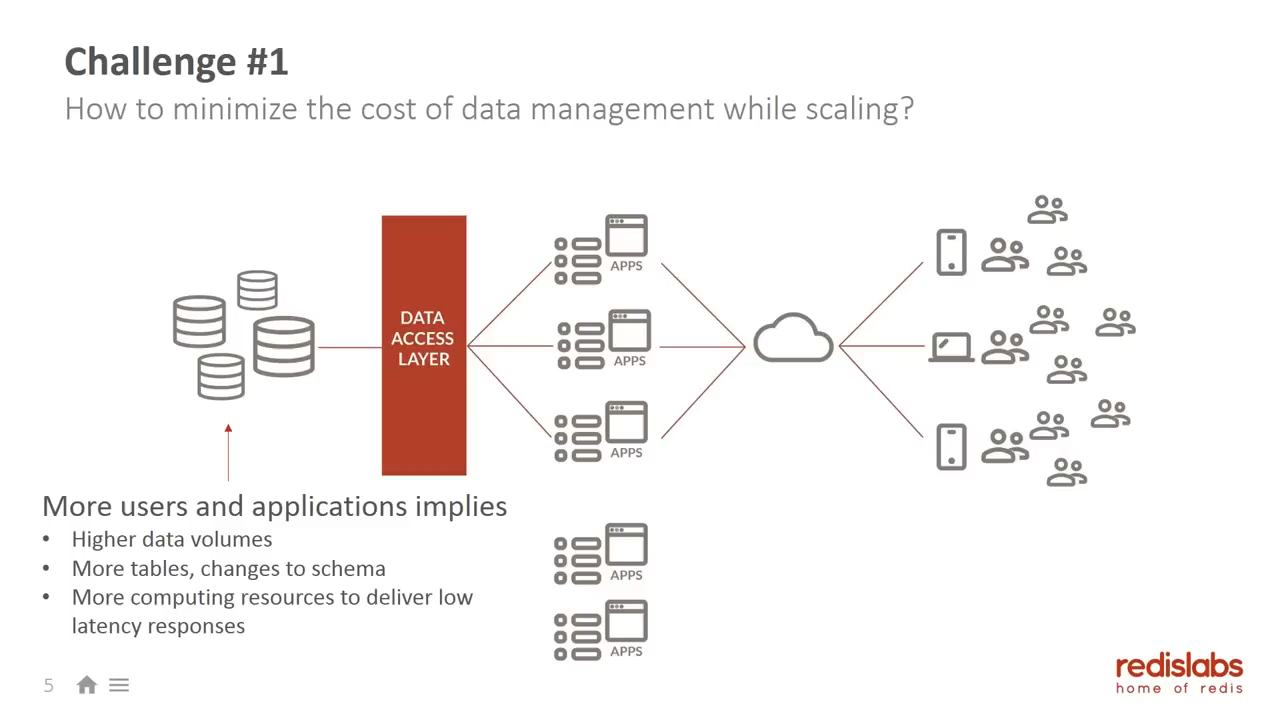 Challenge #1
How to minimize the cost of data management while scaling?
DATA
ACCESS
LAYER
APPS
APPS
APPS
More users and applications implies
• Higher data volumes
• More tables, changes to schema
• More computing resources to deliver low
latency responses
APPS
APPS
5
redislabs
home of redis